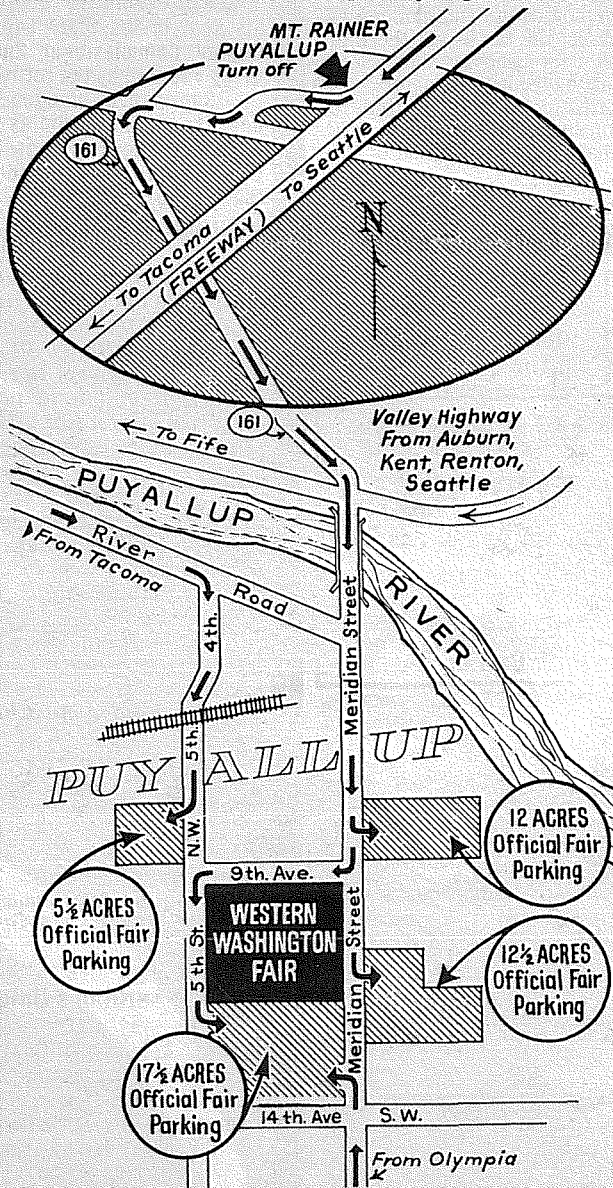 MT. RAINIER
PUYALLUP
Turn off
161
To Seattle
To Tacoma
(FREEWAY)
N
161
To Fife
Valley Highway
From Auburn,
Kent, Renton,
Seattle
PUYALLUP
RIVER
River
Road
From Tacoma
4th.
Meridian Street
5th.
N.W.
PUYALLUP
12 ACRES
Official Fair
Parking
9th. Ave.
5½ ACRES
Official Fair
Parking
WESTERN
WASHINGTON
FAIR
5th St.
Meridian Street
12½ ACRES
Official Fair
Parking
17½ ACRES
Official Fair
Parking
14th. Ave S.W.
From Olympia